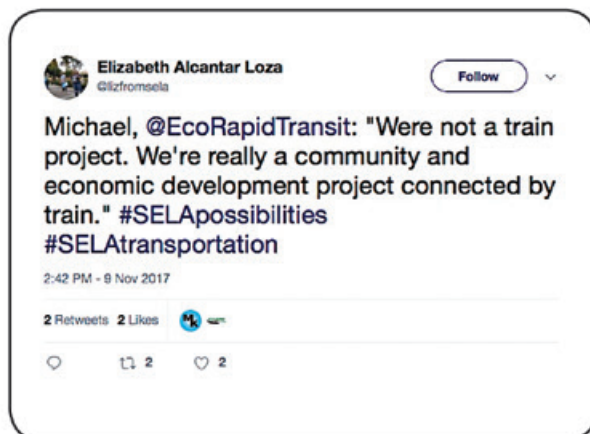 Elizabeth Alcantar Loza
@lizfromsela
Follow
Michael, @EcoRapidTransit: "Were not a train
project. We're really a community and
economic development project connected by
train." #SELApossibilities
#SELAtransportation
2:42 PM - 9 Nov 2017
2 Retweets 2 Likes
2 2